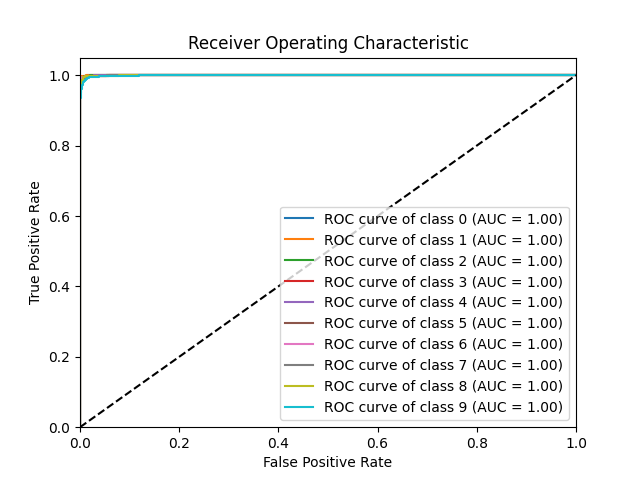 Receiver Operating Characteristic
1.0
0.8
0.6
0.4
0.2
0.0
True Positive Rate
ROC curve of class 0 (AUC = 1.00)
ROC curve of class 1 (AUC = 1.00)
ROC curve of class 2 (AUC = 1.00)
ROC curve of class 3 (AUC = 1.00)
ROC curve of class 4 (AUC = 1.00)
ROC curve of class 5 (AUC = 1.00)
ROC curve of class 6 (AUC = 1.00)
ROC curve of class 7 (AUC = 1.00)
ROC curve of class 8 (AUC = 1.00)
ROC curve of class 9 (AUC = 1.00)
0.0 0.2 0.4 0.6 0.8 1.0
False Positive Rate